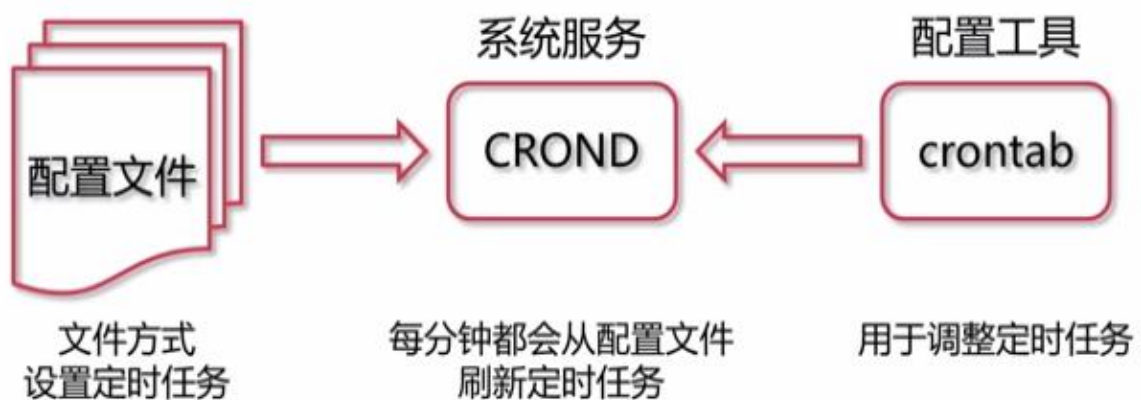 系统服务
配置工具
配置文件
CROND
crontab
文件方式
设置定时任务
每分钟都会从配置文件
刷新定时任务
用于调整定时任务